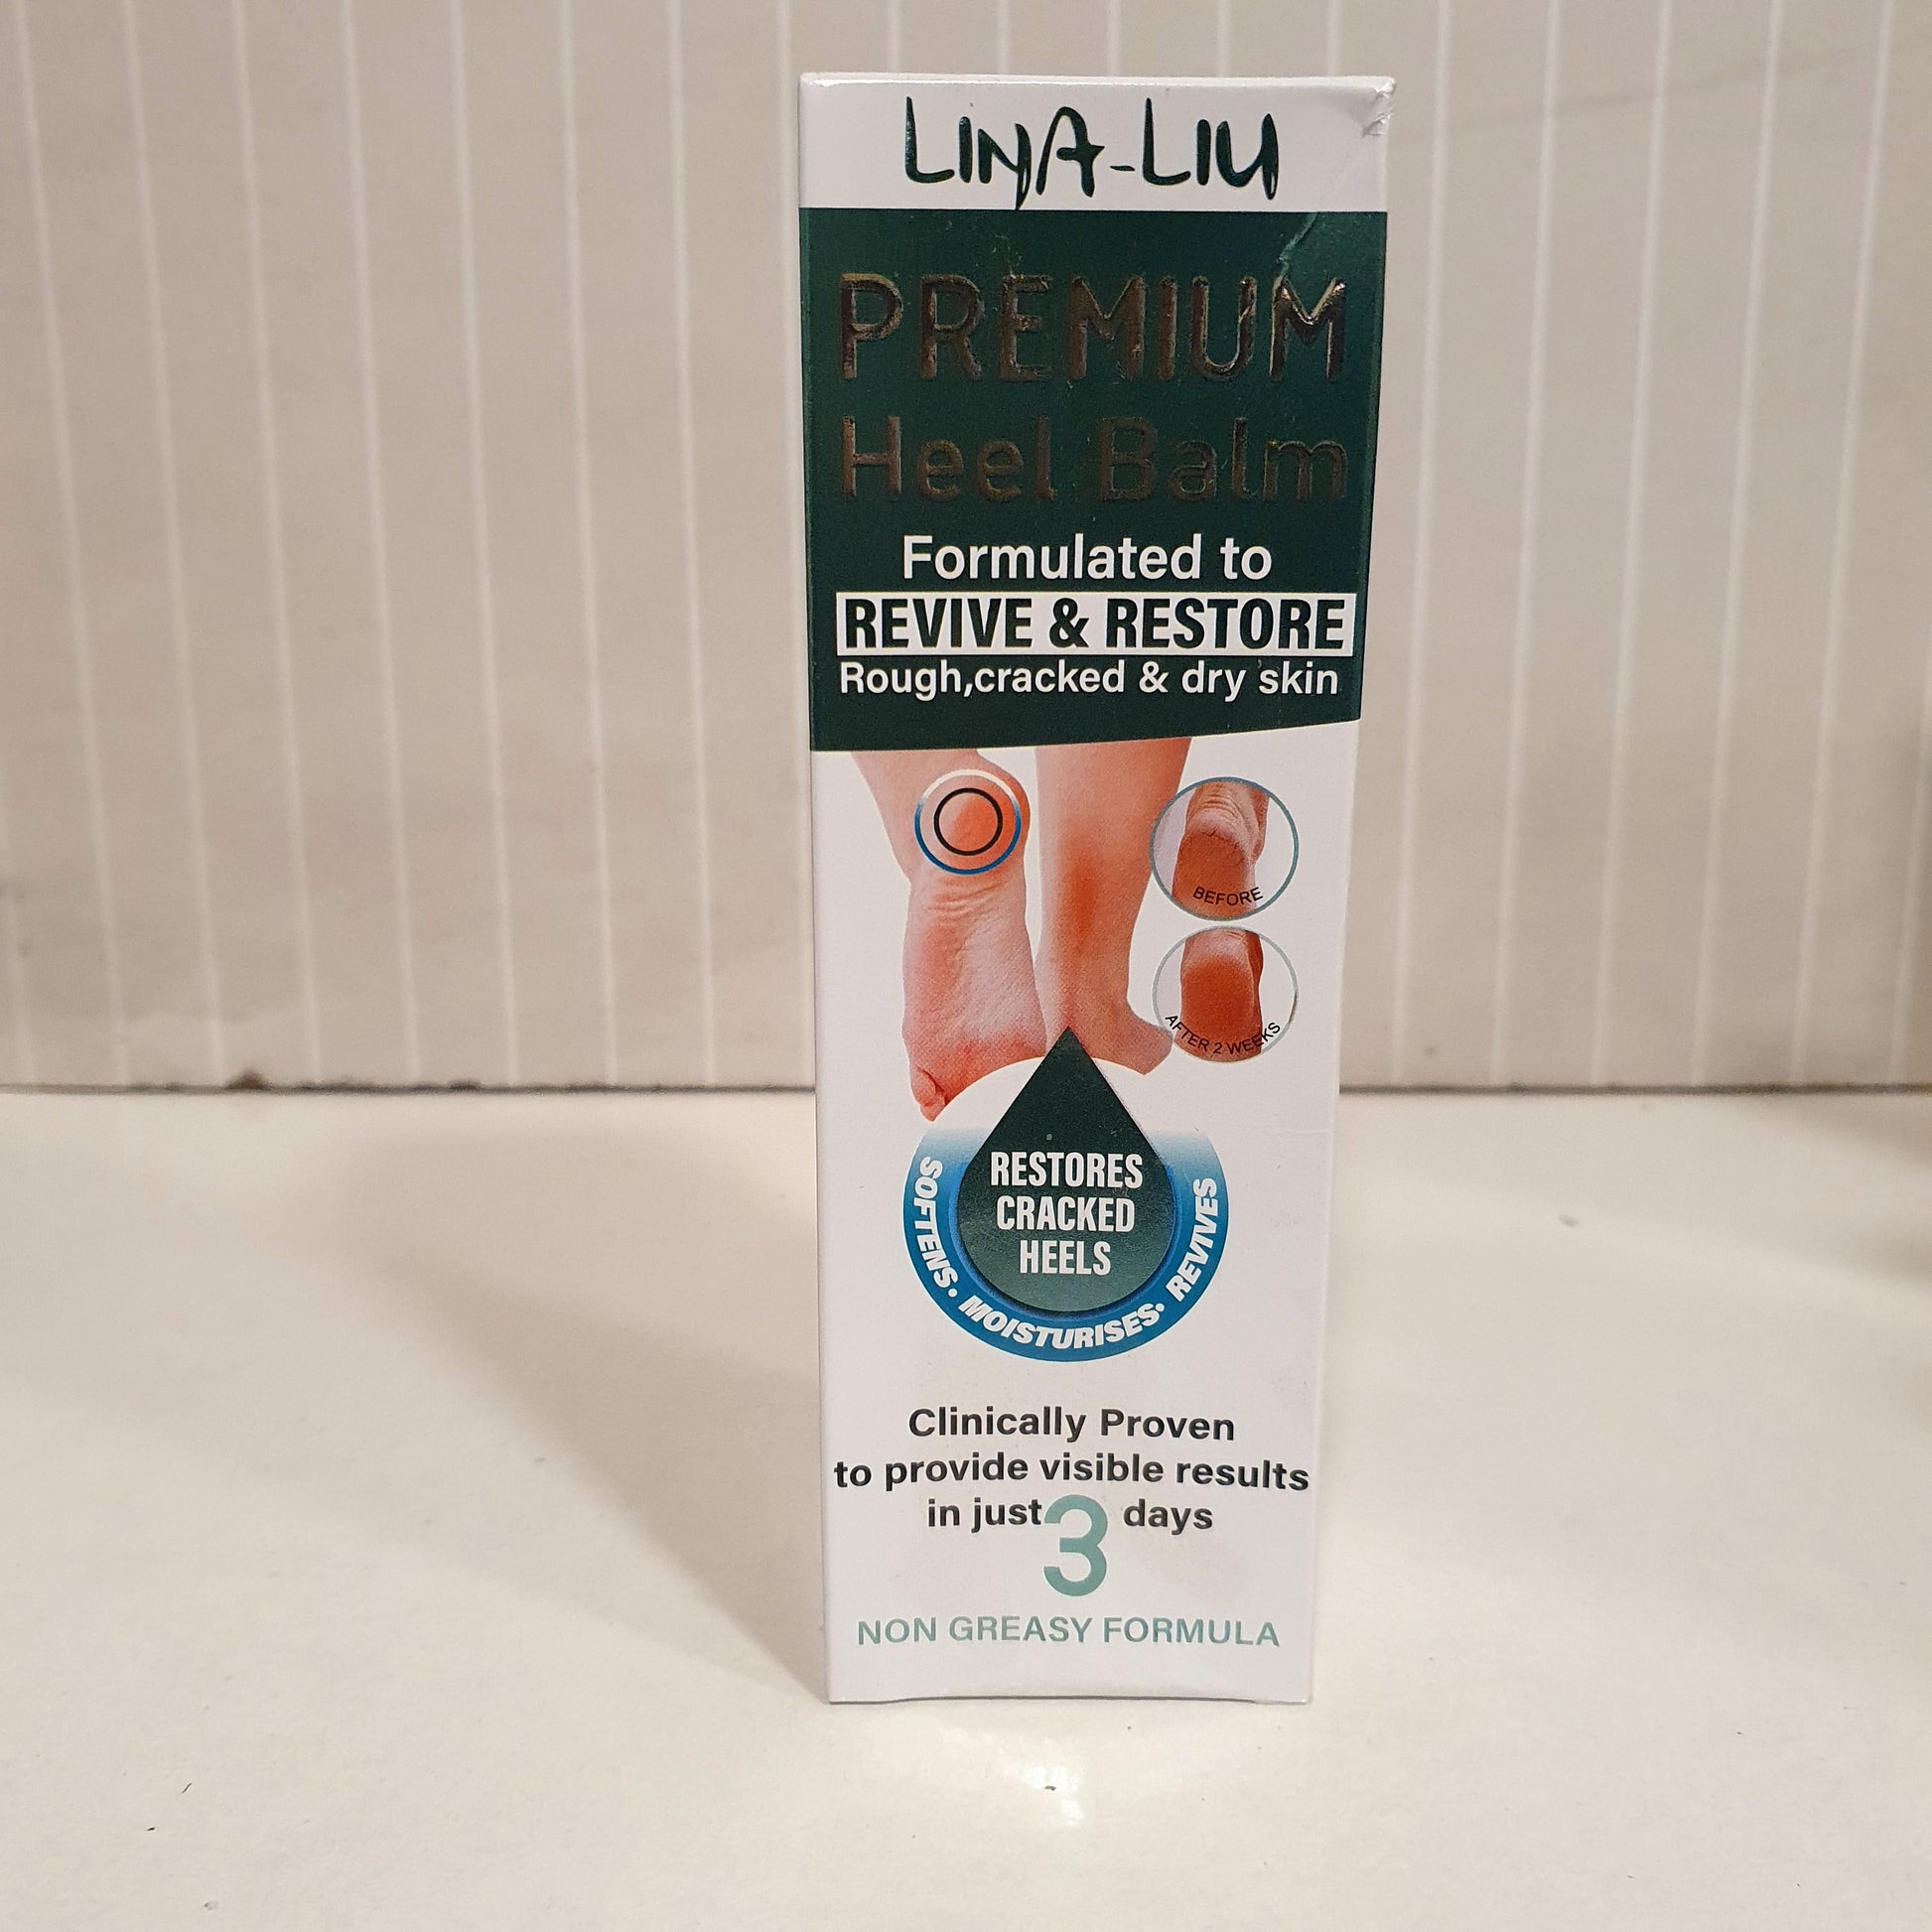 LINA-LIU
PREMIUM
Heel Balm
Formulated to
REVIVE & RESTORE
Rough,cracked & dry skin
BEFORE
AFTER 2 WEEKS
RESTORES
CRACKED
HEELS
SOFTENS• MOISTURISES• REVIVES
Clinically Proven
to provide visible results
in just 3 days
NON GREASY FORMULA